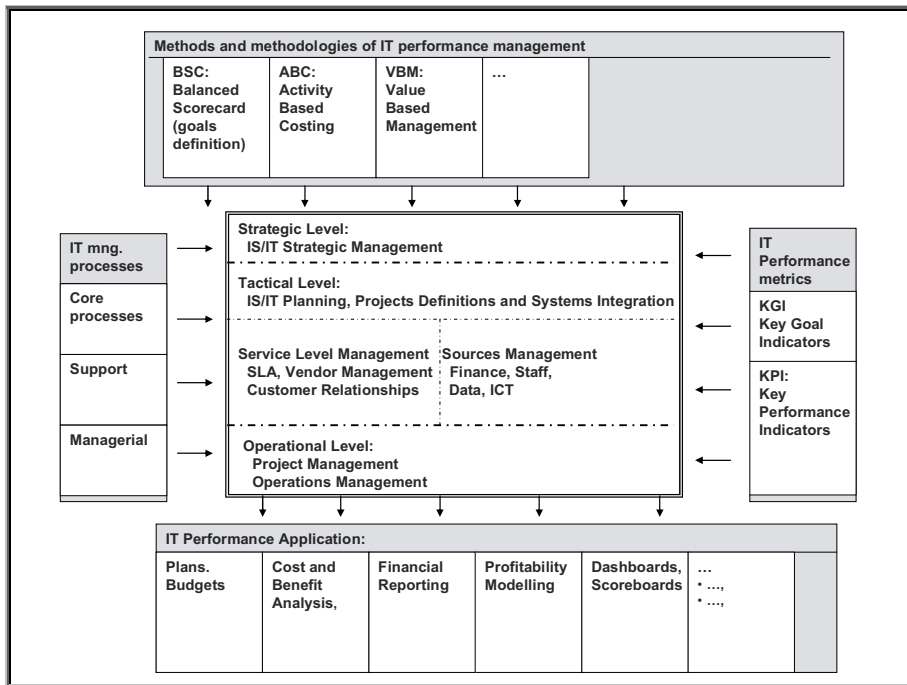 Methods and methodologies of IT performance management
BSC:
Balanced
Scorecard
(goals
definition)
ABC:
Activity
Based
Costing
VBM:
Value
Based
Management
…
IT mng.
processes
Core
processes
Support
Managerial
Strategic Level:
IS/IT Strategic Management
Tactical Level:
IS/IT Planning, Projects Definitions and Systems Integration
Service Level Management
SLA, Vendor Management
Customer Relationships
Sources Management
Finance, Staff,
Data, ICT
Operational Level:
Project Management
Operations Management
IT
Performance
metrics
KGI
Key Goal
Indicators
KPI:
Key
Performance
Indicators
IT Performance Application:
Plans.
Budgets
Cost and
Benefit
Analysis,
Financial
Reporting
Profitability
Modelling
Dashboards,
Scoreboards
…
• …,
• …,